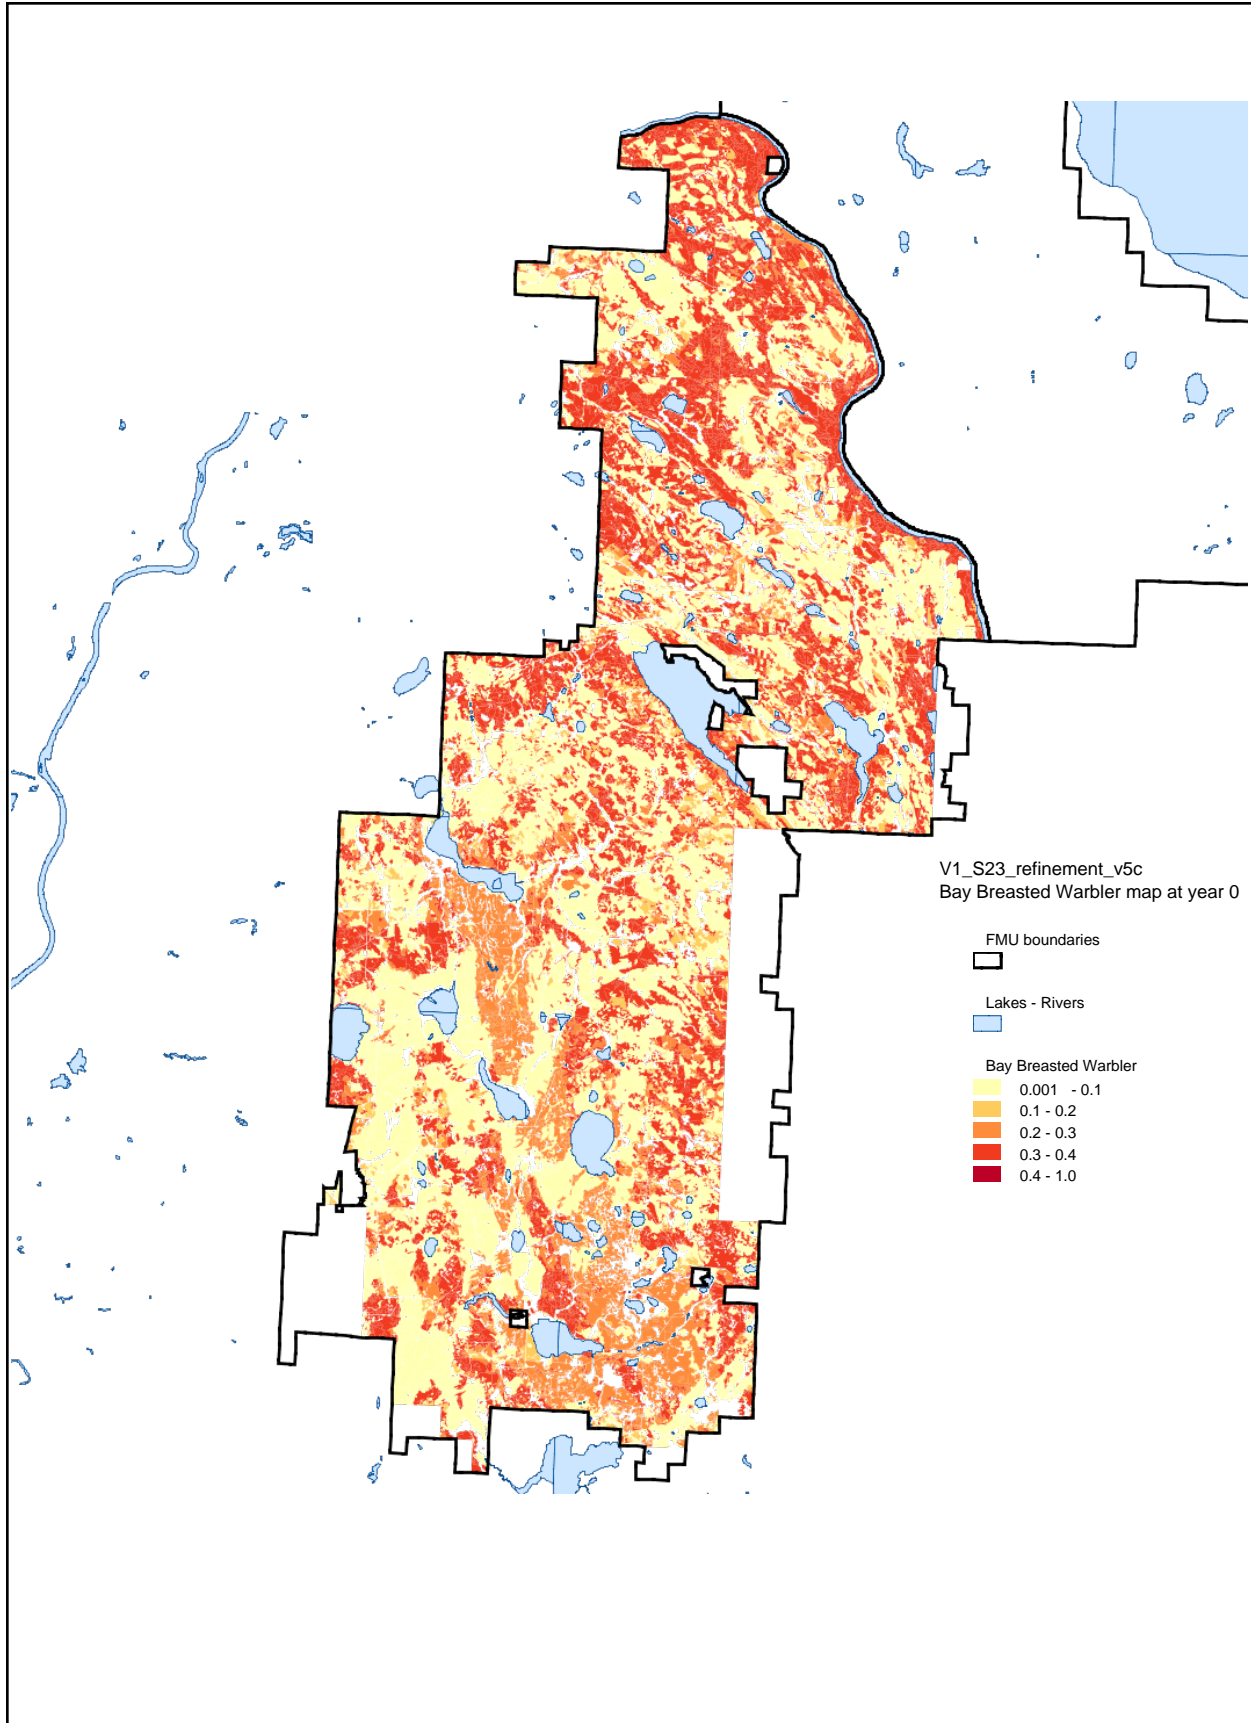 V1_S23_refinement_v5c
Bay Breasted Warbler map at year 0
FMU boundaries
Lakes - Rivers
Bay Breasted Warbler
0.001 - 0.1
0.1 - 0.2
0.2 - 0.3
0.3 - 0.4
0.4 - 1.0